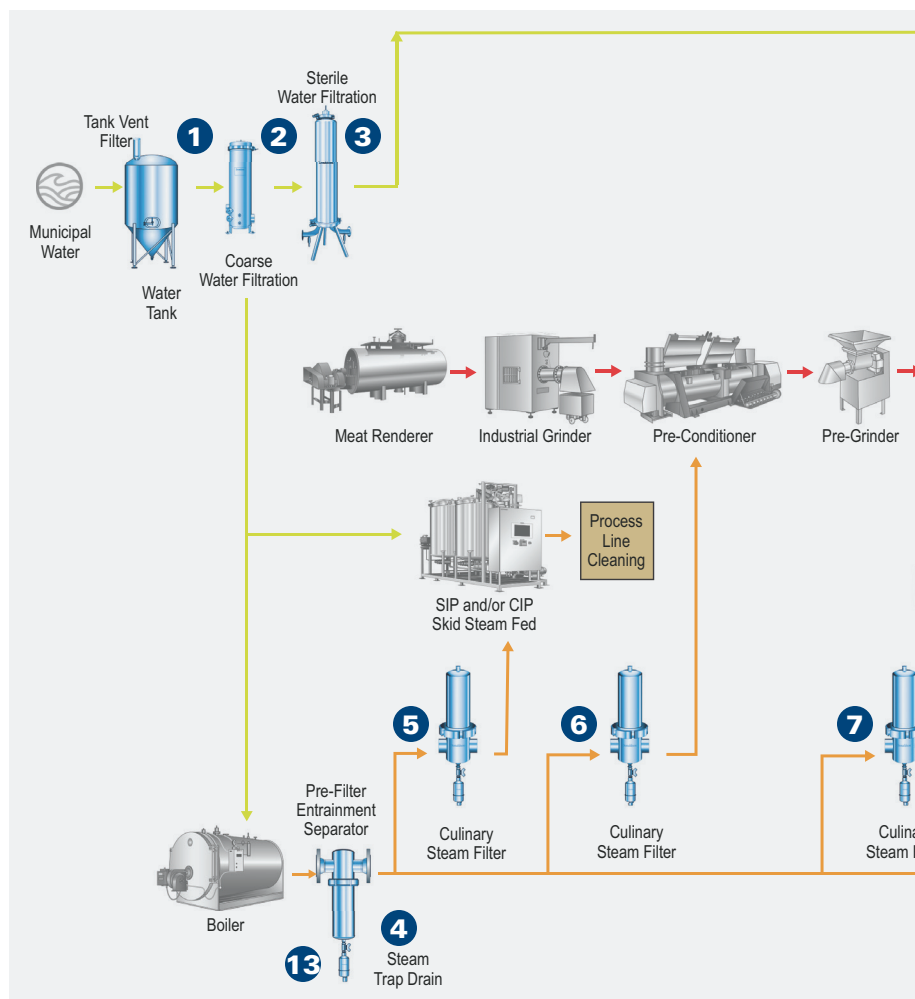 Sterile
Water Filtration
Tank Vent
Filter
1
2
3
Municipal
Water
Coarse
Water Filtration
Water
Tank
Meat Renderer
Industrial Grinder
Pre-Conditioner
Pre-Grinder
Process
Line
Cleaning
SIP and/or CIP
Skid Steam Fed
5
6
7
Pre-Filter
Entrainment
Separator
Culinary
Steam Filter
Culinary
Steam Filter
Culina
Steam
Boiler
4
Steam
Trap Drain
13